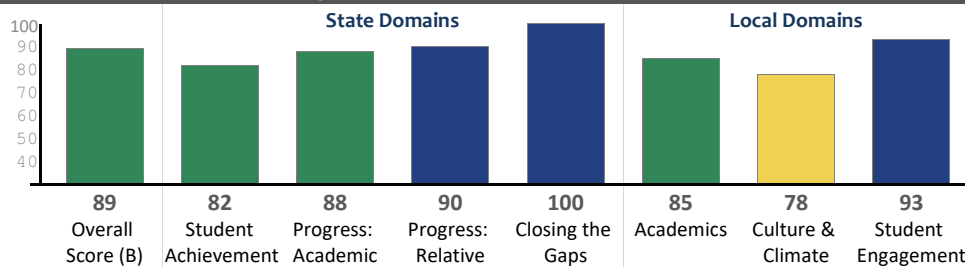 State Domains
Local Domains
100
90
80
70
60
50
40
89
82
88
90
100
85
78
93
Overall
Score (B)
Student
Achievement
Progress:
Academic
Progress:
Relative
Closing the
Gaps
Academics
Culture &
Climate
Student
Engagement